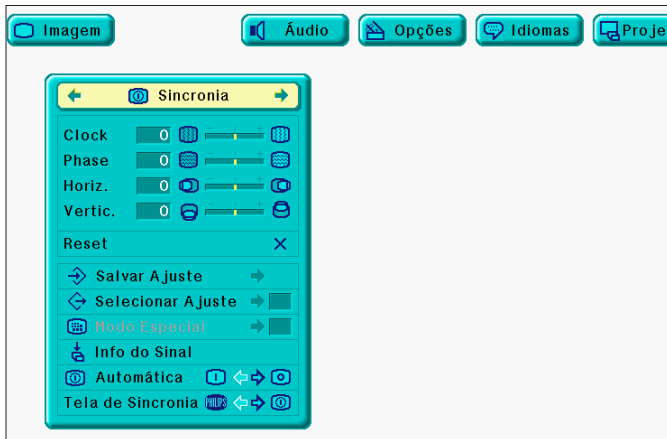 Imagem
Áudio
Opções
Idiomas
Proje
Sincronia
Clock 0
Phase 0
Horiz. 0
Vertic. 0
Reset
Salvar Ajuste
Selecionar Ajuste
Modo Especial
Info do Sinal
Automática
Tela de Sincronia PHILIPS